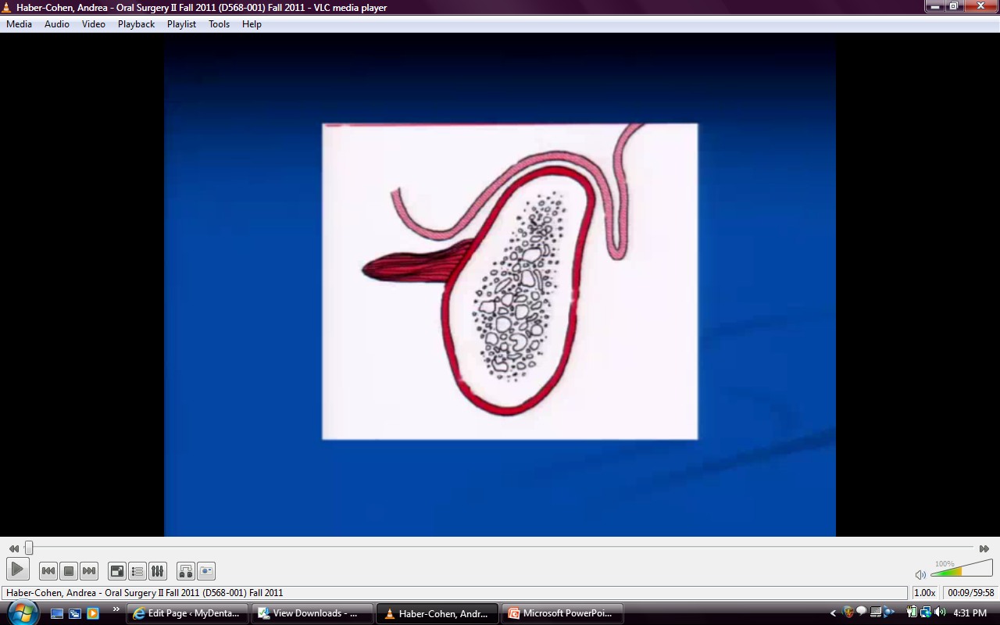 Haber-Cohen, Andrea - Oral Surgery II Fall 2011 (D568-001) Fall 2011 - VLC media player
Media Audio Video Playback Playlist Tools Help
100%
Haber-Cohen, Andrea - Oral Surgery II Fall 2011 (D568-001) Fall 2011 1.00x 00:09/59:58
Edit Page ‹ MyDenta... View Downloads - ... Haber-Cohen, Andr... Microsoft PowerPoi... 4:31 PM